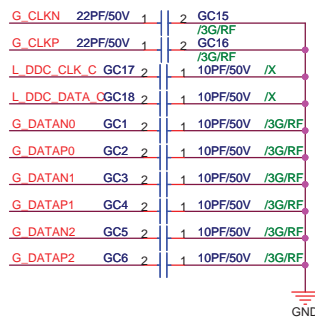 G_CLKN 22PF/50V 1 2 GC15
/3G/RF
G_CLKP 22PF/50V 1 2 GC16
/3G/RF
L_DDC_CLK_C GC17 2 1 10PF/50V /X
L_DDC_DATA_C GC18 2 1 10PF/50V /X
G_DATAN0 GC1 2 1 10PF/50V /3G/RF
G_DATAP0 GC2 2 1 10PF/50V /3G/RF
G_DATAN1 GC3 2 1 10PF/50V /3G/RF
G_DATAP1 GC4 2 1 10PF/50V /3G/RF
G_DATAN2 GC5 2 1 10PF/50V /3G/RF
G_DATAP2 GC6 2 1 10PF/50V /3G/RF
GND